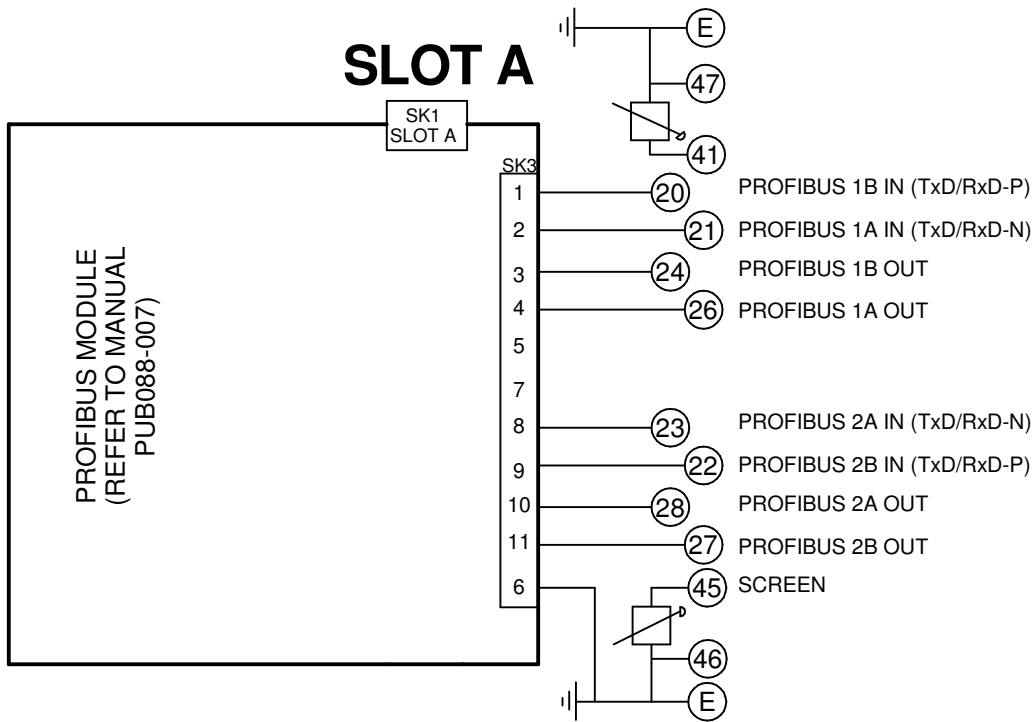 E
SLOT A
47
SK1
SLOT A
41
SK3
1
20
PROFIBUS 1B IN (TxD/RxD-P)
2
21
PROFIBUS 1A IN (TxD/RxD-N)
3
24
PROFIBUS 1B OUT
4
26
PROFIBUS 1A OUT
5
7
PROFIBUS MODULE
(REFER TO MANUAL
PUB088-007)
8
23
PROFIBUS 2A IN (TxD/RxD-N)
9
22
PROFIBUS 2B IN (TxD/RxD-P)
10
28
PROFIBUS 2A OUT
11
27
PROFIBUS 2B OUT
6
45
SCREEN
46
E